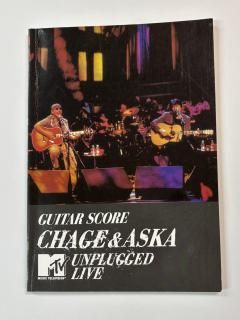 GUITAR SCORE
CHAGE & ASKA
MTV
MUSIC TELEVISION
UNPLUGGED
LIVE